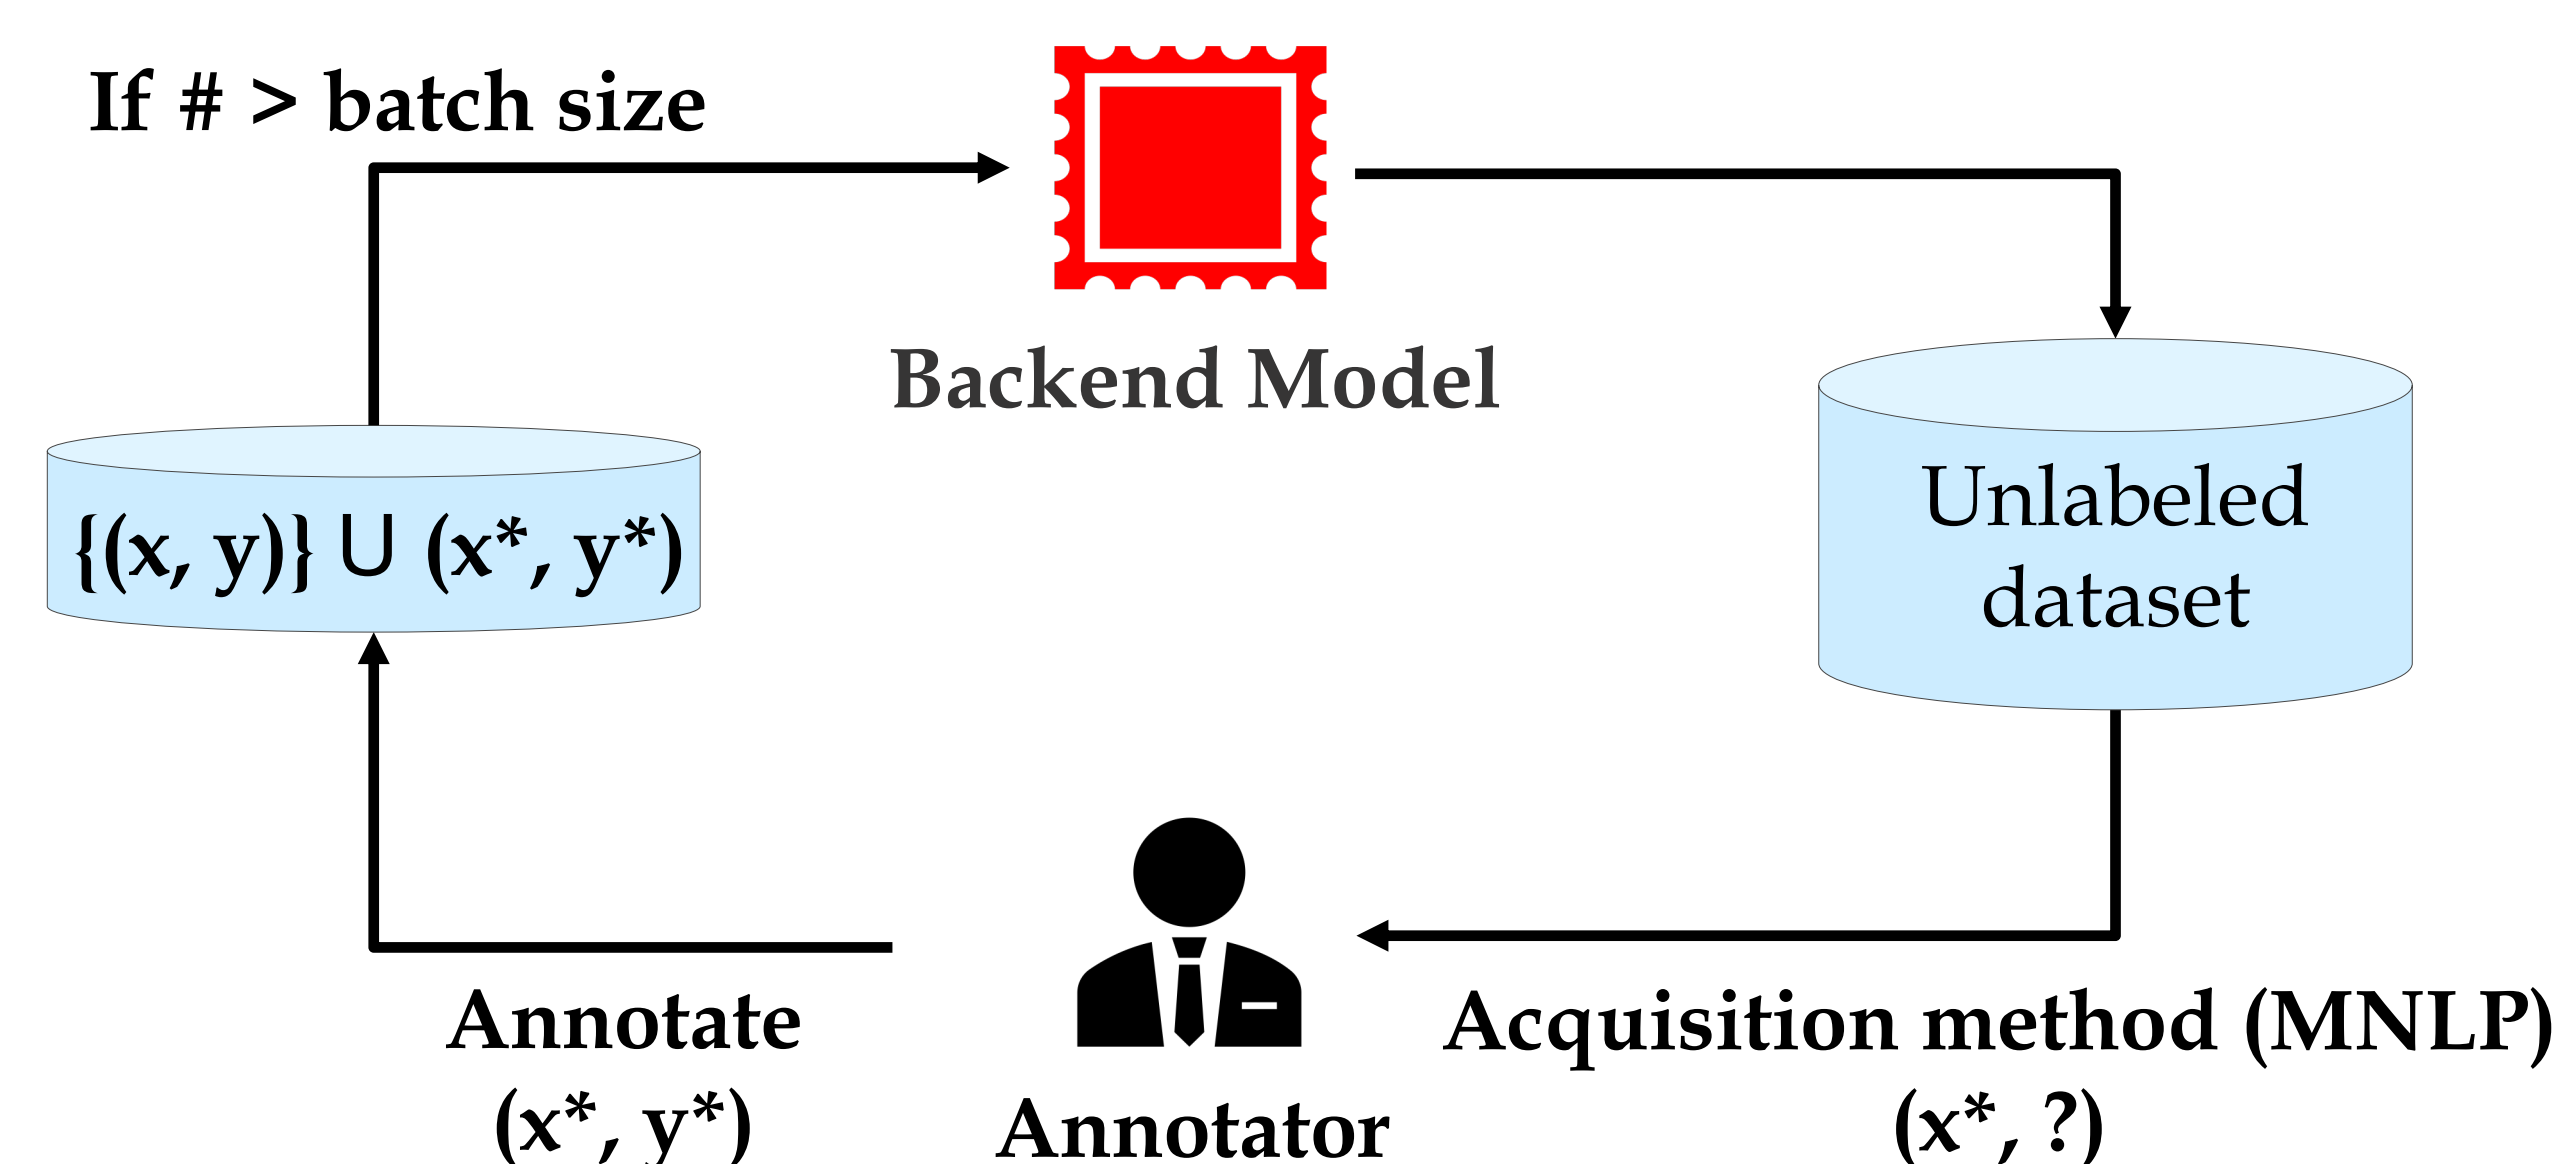 If # > batch size
Backend Model
{(x, y)} ∪ (x*, y*)
Unlabeled
dataset
Annotate
(x*, y*)
Annotator
Acquisition method (MNLP)
(x*, ?)